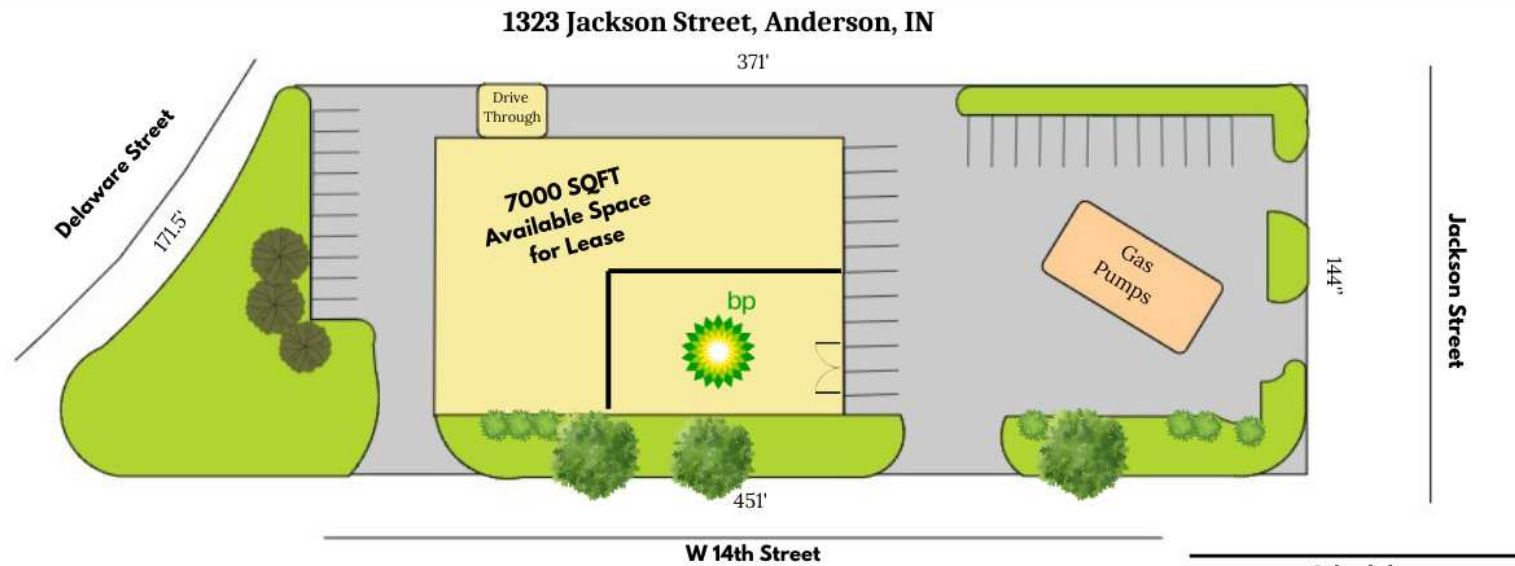 1323 Jackson Street, Anderson, IN
371'
Drive
Through
Delaware Street
171.5'
7000 SQFT
Available Space
for Lease
bp
Gas
Pumps
144''
Jackson Street
451'
W 14th Street